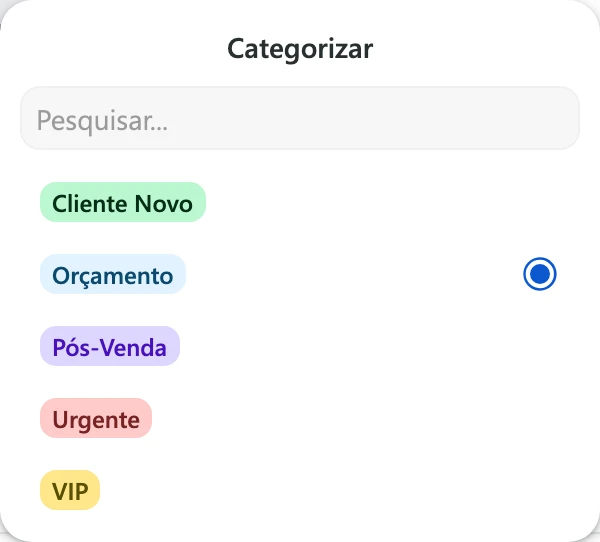 Categorizar
Pesquisar...
Cliente Novo
Orçamento
Pós-Venda
Urgente
VIP